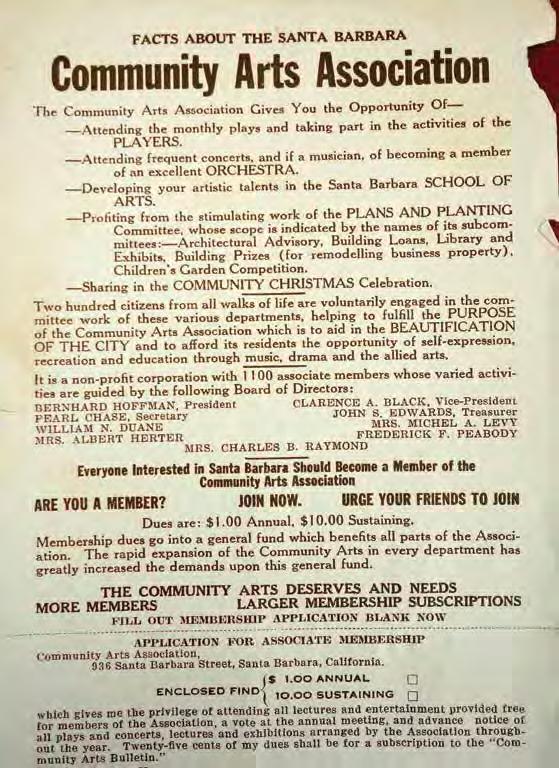 FACTS ABOUT THE SANTA BARBARA
Community Arts Association
The Community Arts Association Gives You the Opportunity Of—
—Attending the monthly plays and taking part in the activities of the
PLAYERS.
—Attending frequent concerts, and if a musician, of becoming a member
of an excellent ORCHESTRA.
—Developing your artistic talents in the Santa Barbara SCHOOL OF
ARTS.
—Profiting from the stimulating work of the PLANS AND PLANTING
Committee, whose scope is indicated by the names of its subcom-
mittees:—Architectural Advisory, Building Loans, Library and
Exhibits, Building Prizes (for remodelling business property),
Children's Garden Competition.
—Sharing in the COMMUNITY CHRISTMAS Celebration.
Two hundred citizens from all walks of life are voluntarily engaged in the com-
mittee work of these various departments, helping to fulfill the PURPOSE
of the Community Arts Association which is to aid in the BEAUTIFICATION
OF THE CITY and to afford its residents the opportunity of self-expression,
recreation and education through music, drama and the allied arts.
It is a non-profit corporation with 1100 associate members whose varied activi-
ties are guided by the following Board of Directors:
BERNHARD HOFFMAN, President CLARENCE A. BLACK, Vice-President
PEARL CHASE, Secretary JOHN S. EDWARDS, Treasurer
WILLIAM N. DUANE MRS. MICHEL A. LEVY
MRS. ALBERT HERTER FREDERICK F. PEABODY
MRS. CHARLES B. RAYMOND
Everyone Interested in Santa Barbara Should Become a Member of the
Community Arts Association
ARE YOU A MEMBER? JOIN NOW. URGE YOUR FRIENDS TO JOIN
Dues are: $1.00 Annual, $10.00 Sustaining.
Membership dues go into a general fund which benefits all parts of the Associ-
ation. The rapid expansion of the Community Arts in every department has
greatly increased the demands upon this general fund.
THE COMMUNITY ARTS DESERVES AND NEEDS
MORE MEMBERS LARGER MEMBERSHIP SUBSCRIPTIONS
FILL OUT MEMBERSHIP APPLICATION BLANK NOW
APPLICATION FOR ASSOCIATE MEMBERSHIP
Community Arts Association,
936 Santa Barbara Street, Santa Barbara, California.
ENCLOSED FIND { $ 1.00 ANNUAL □
10.00 SUSTAINING □
which gives me the privilege of attending all lectures and entertainment provided free
for members of the Association, a vote at the annual meeting, and advance notice of
all plays and concerts, lectures and exhibitions arranged by the Association through-
out the year. Twenty-five cents of my dues shall be for a subscription to the "Com-
munity Arts Bulletin."